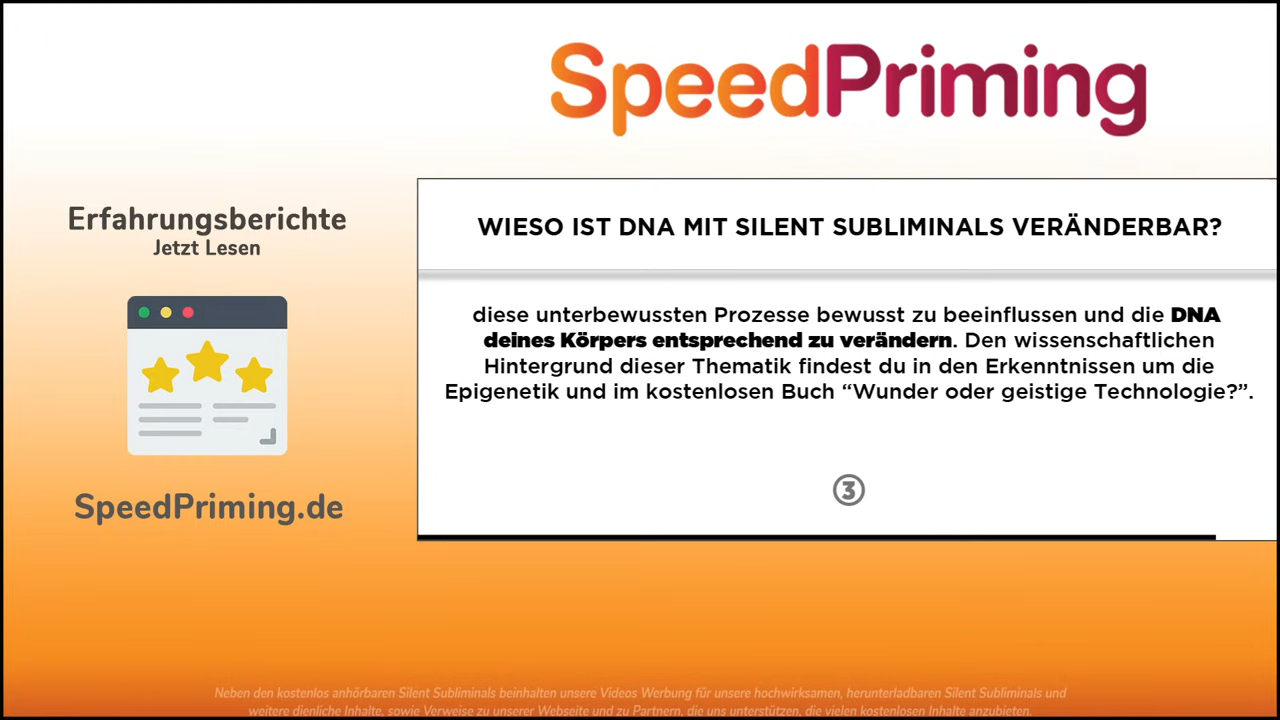 SpeedPriming
Erfahrungsberichte
Jetzt Lesen
SpeedPriming.de
WIESO IST DNA MIT SILENT SUBLIMINALS VERÄNDERBAR?
diese unterbewussten Prozesse bewusst zu beeinflussen und die DNA
deines Körpers entsprechend zu verändern. Den wissenschaftlichen
Hintergrund dieser Thematik findest du in den Erkenntnissen um die
Epigenetik und im kostenlosen Buch “Wunder oder geistige Technologie?”.
③
Neben den kostenlos anhörbaren Silent Subliminals beinhalten unsere Videos Werbung für unsere hochwirksamen, herunterladbaren Silent Subliminals und
weitere dienliche Inhalte, sowie Verweise zu unserer Webseite und zu Partnern, die uns unterstützen, die vielen kostenlosen Inhalte anzubieten.